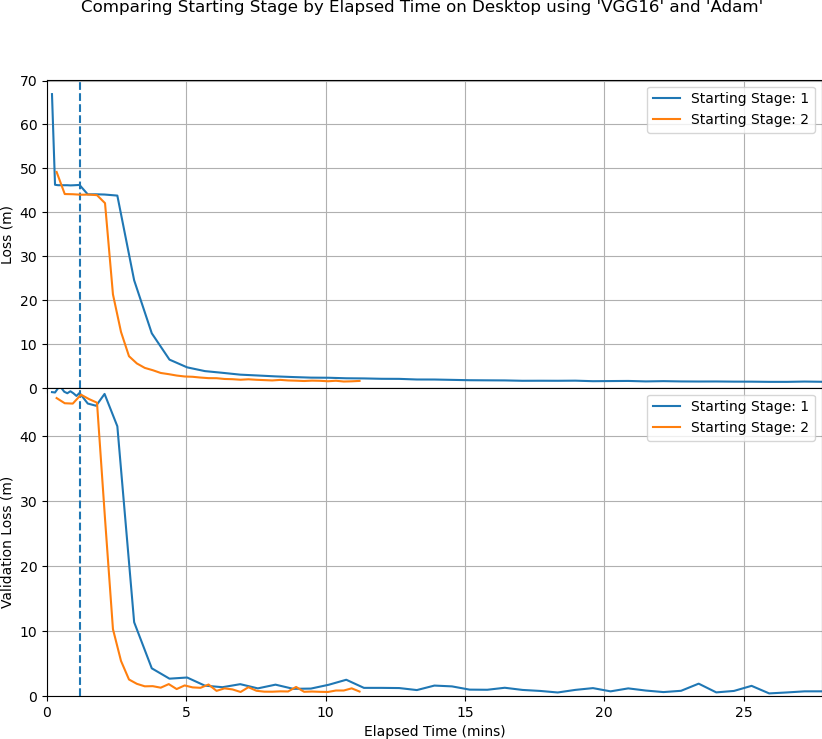 Comparing Starting Stage by Elapsed Time on Desktop using 'VGG16' and 'Adam'
70
60
50
40
30
20
10
0
Loss (m)
Starting Stage: 1
Starting Stage: 2
40
30
20
10
0
Validation Loss (m)
Starting Stage: 1
Starting Stage: 2
0 5 10 15 20 25
Elapsed Time (mins)